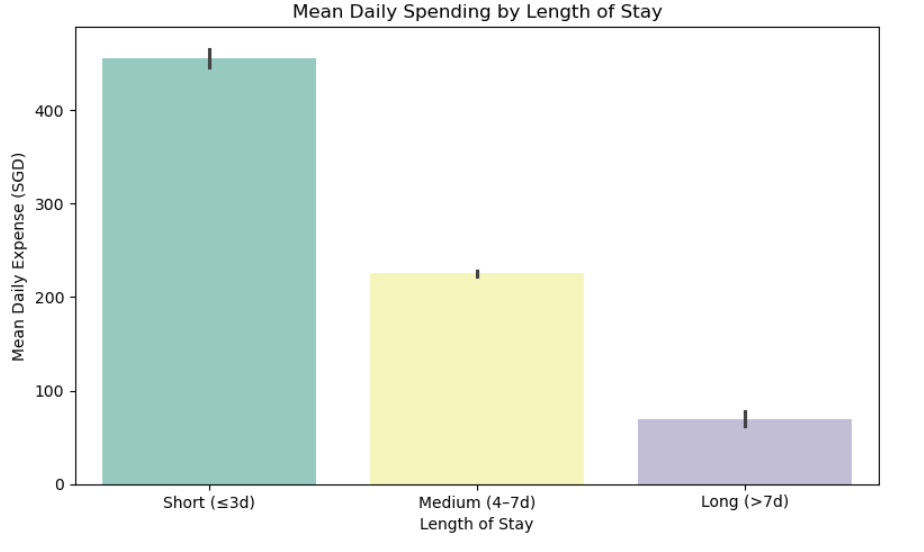 Mean Daily Spending by Length of Stay
Mean Daily Expense (SGD)
400
300
200
100
0
Short (≤3d)
Medium (4–7d)
Long (>7d)
Length of Stay